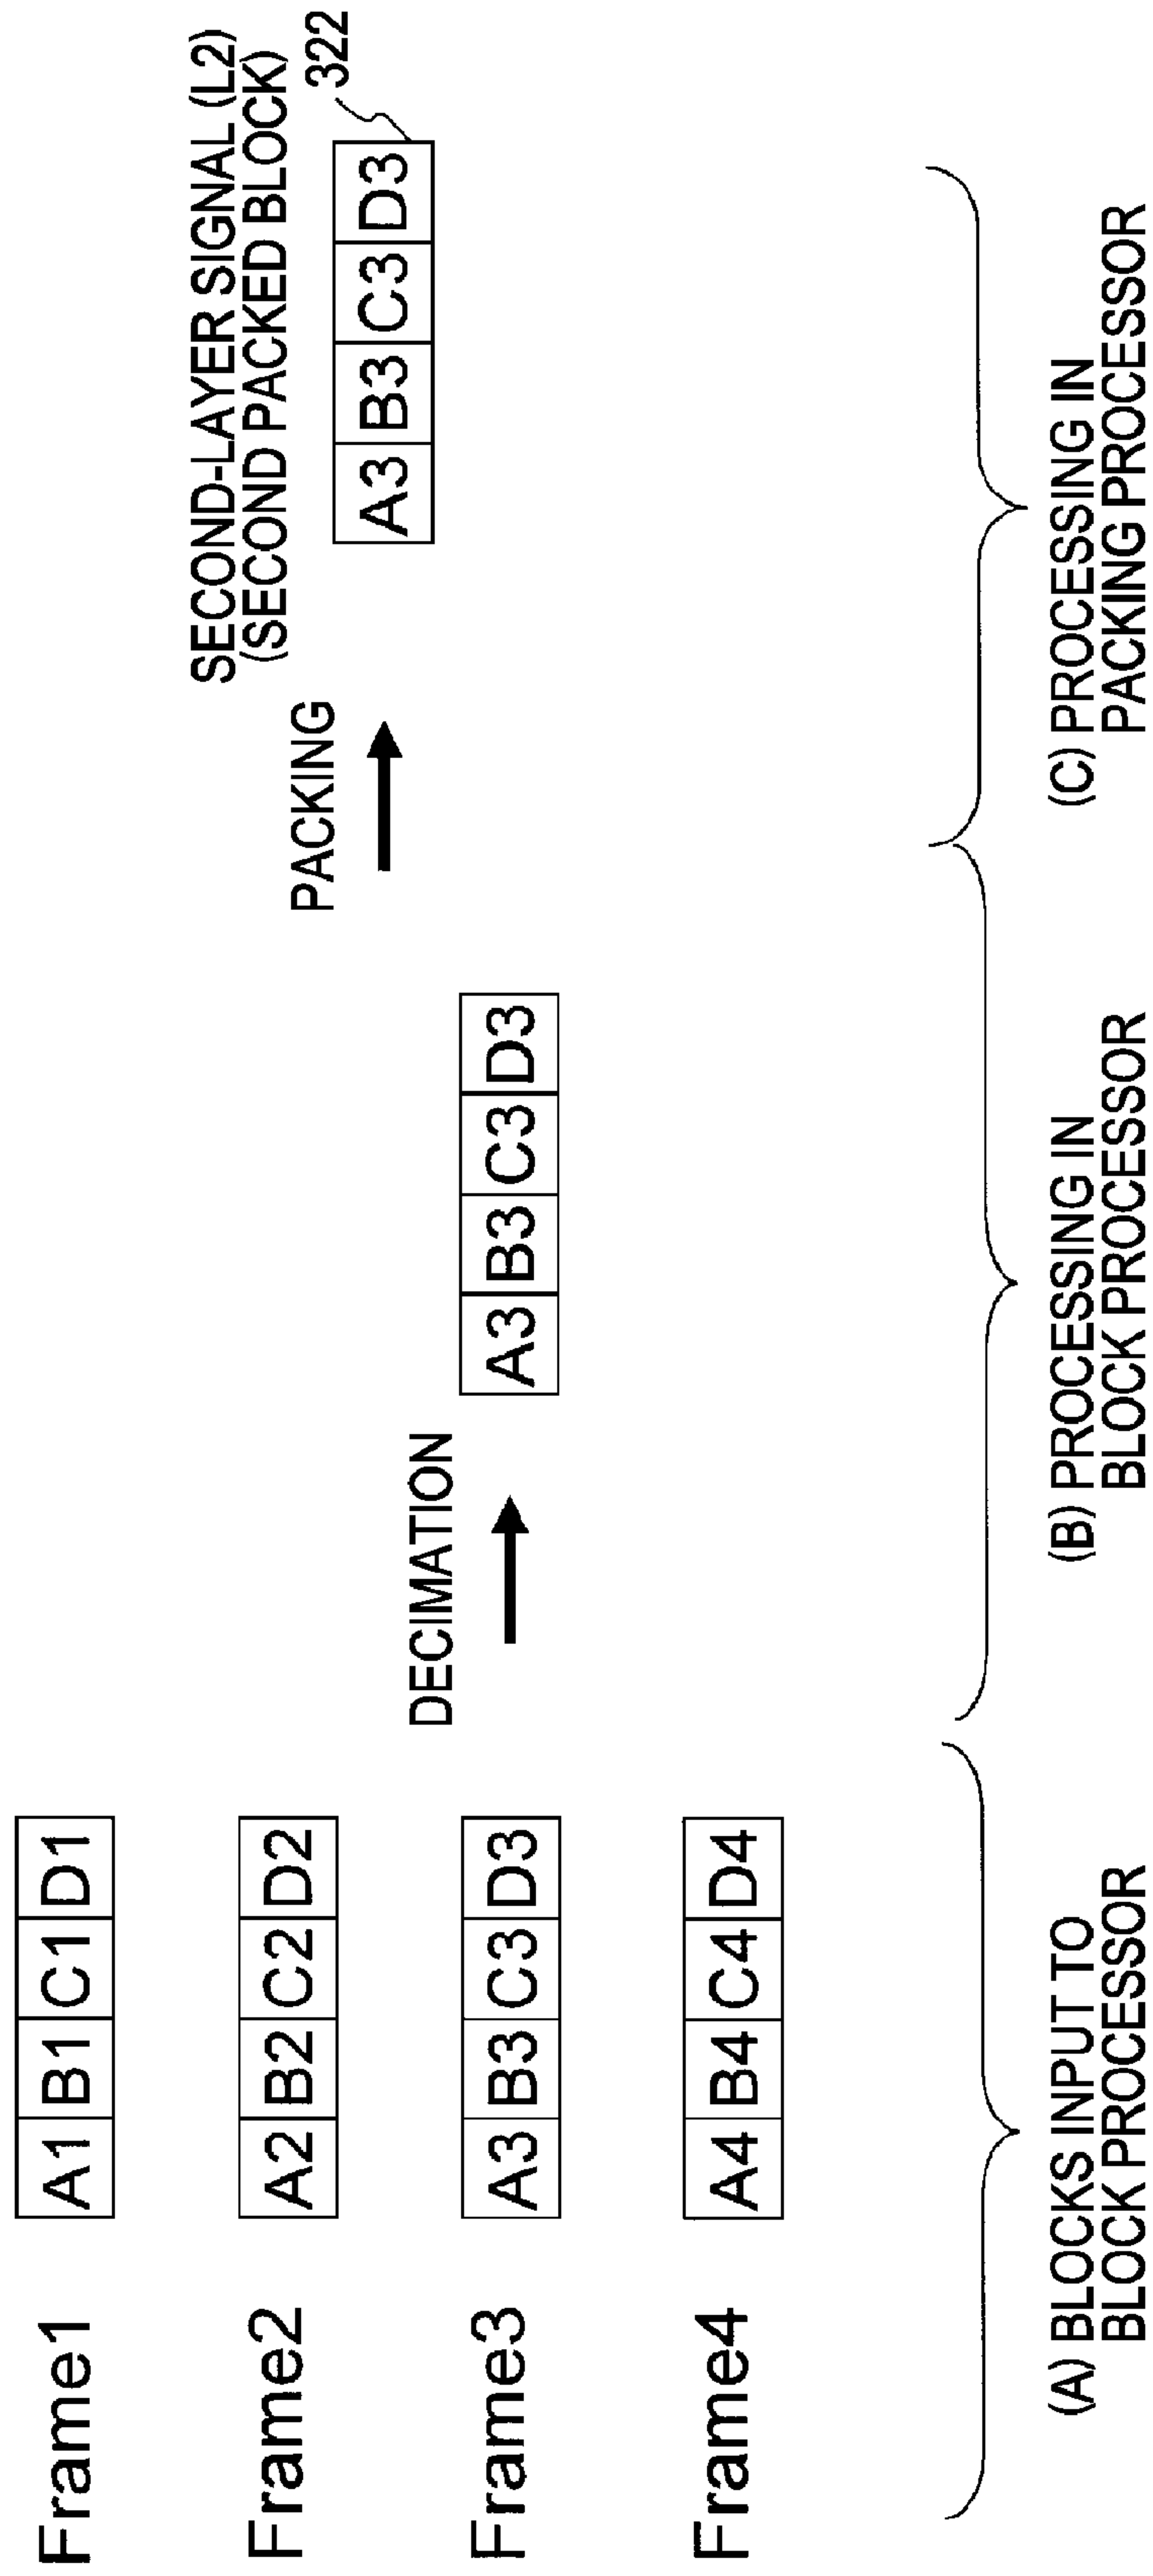 Frame1
A1 B1 C1 D1
Frame2
A2 B2 C2 D2
Frame3
A3 B3 C3 D3
Frame4
A4 B4 C4 D4
(A) BLOCKS INPUT TO
BLOCK PROCESSOR
DECIMATION
A3 B3 C3 D3
(B) PROCESSING IN
BLOCK PROCESSOR
PACKING
SECOND-LAYER SIGNAL (L2)
(SECOND PACKED BLOCK)
322
A3 B3 C3 D3
(C) PROCESSING IN
PACKING PROCESSOR